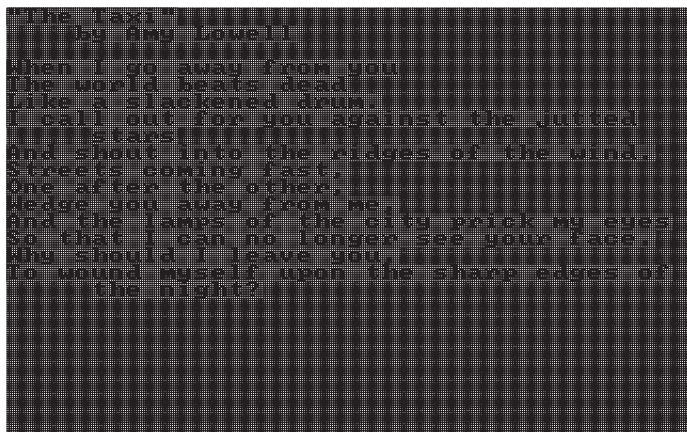 "The Taxi"
by Amy Lowell
When I go away from you
The world beats dead
Like a slackened drum.
I call out for you against the jutted
stars
And shout into the ridges of the wind.
Streets coming fast,
One after the other,
Wedge you away from me,
And the lamps of the city prick my eyes
So that I can no longer see your face.
Why should I leave you,
To wound myself upon the sharp edges of
the night?